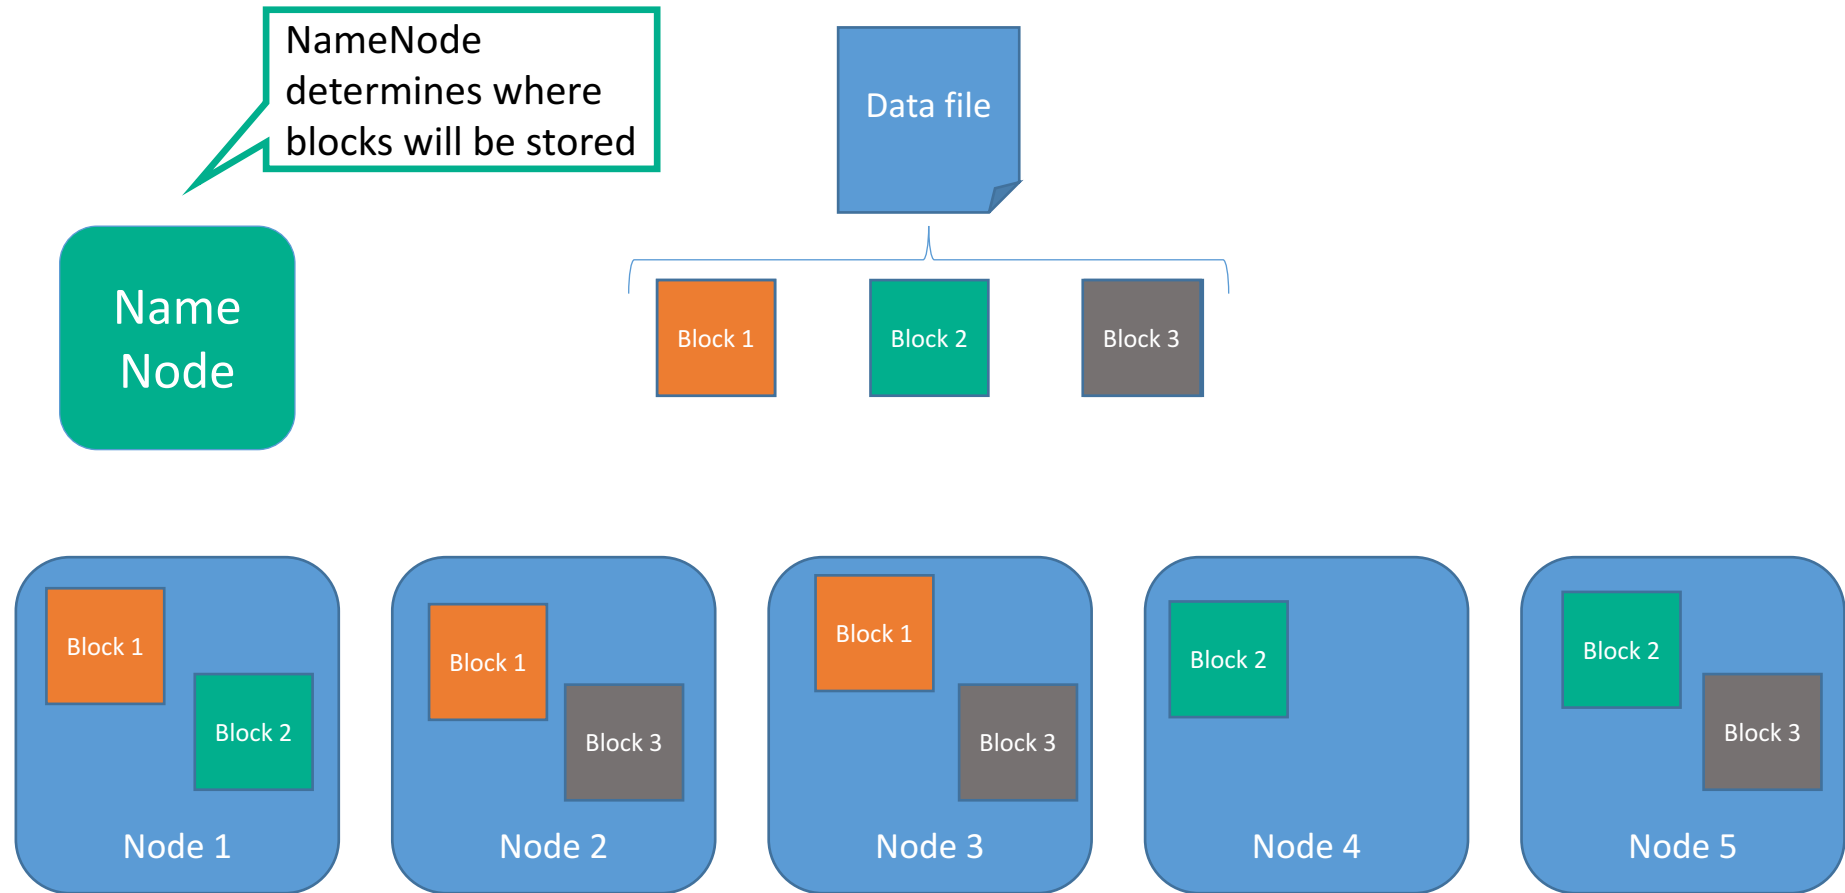 NameNode
determines where
blocks will be stored
Data file
Name
Node
Block 1
Block 2
Block 3
Block 1
Block 2
Node 1
Block 1
Block 3
Node 2
Block 1
Block 3
Node 3
Block 2
Node 4
Block 2
Block 3
Node 5